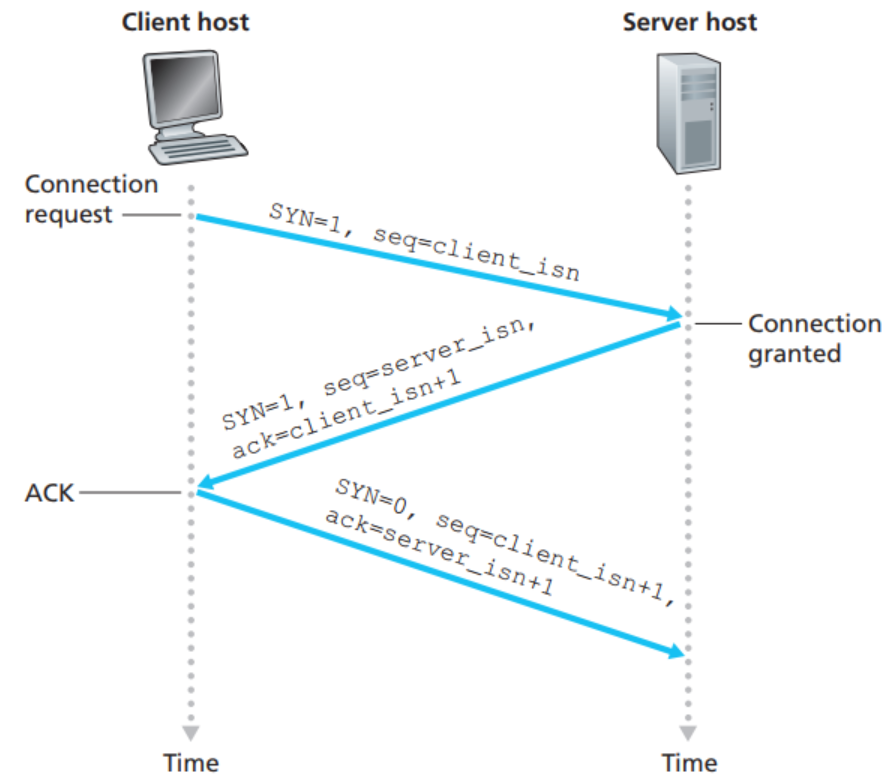 Client host
Server host
Connection
request
SYN=1, seq=client_isn
Connection
granted
SYN=1, seq=server_isn,
ack=client_isn+1
ACK
SYN=0, seq=client_isn+1,
ack=server_isn+1
Time
Time